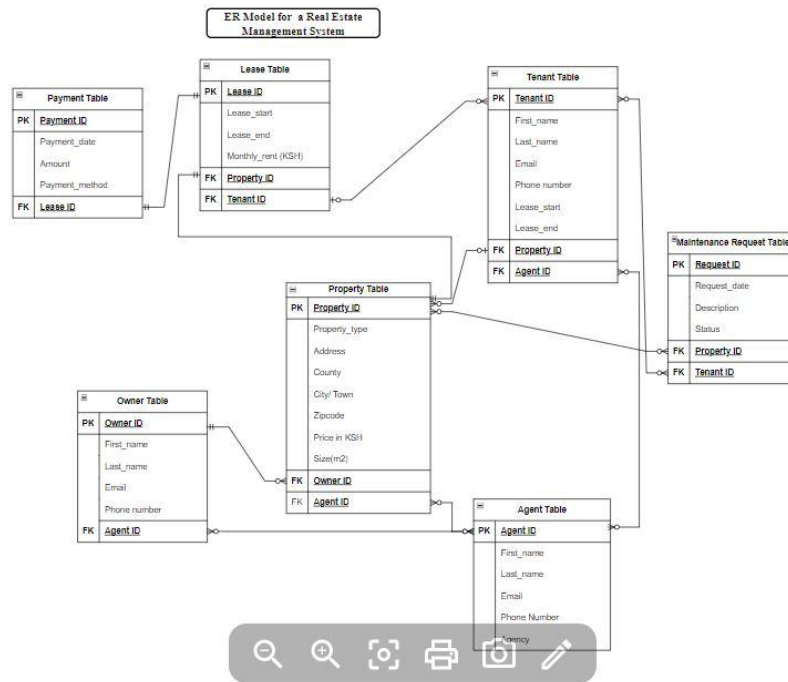 ER Model for a Real Estate
Management System
Lease Table
PK Lease ID
Lease_start
Lease_end
Monthly_rent (KSH)
FK Property ID
FK Tenant ID
Tenant Table
PK Tenant ID
First_name
Last_name
Email
Phone number
Lease_start
Lease_end
FK Property ID
FK Agent ID
Payment Table
PK Payment ID
Payment_date
Amount
Payment_method
FK Lease ID
Maintenance Request Table
PK Request ID
Request_date
Description
Status
FK Property ID
FK Tenant ID
Property Table
PK Property ID
Property_type
Address
County
City/ Town
Zipcode
Price in KSH
Size(m2)
FK Owner ID
FK Agent ID
Owner Table
PK Owner ID
First_name
Last_name
Email
Phone number
FK Agent ID
Agent Table
PK Agent ID
First_name
Last_name
Email
Phone Number
Agency